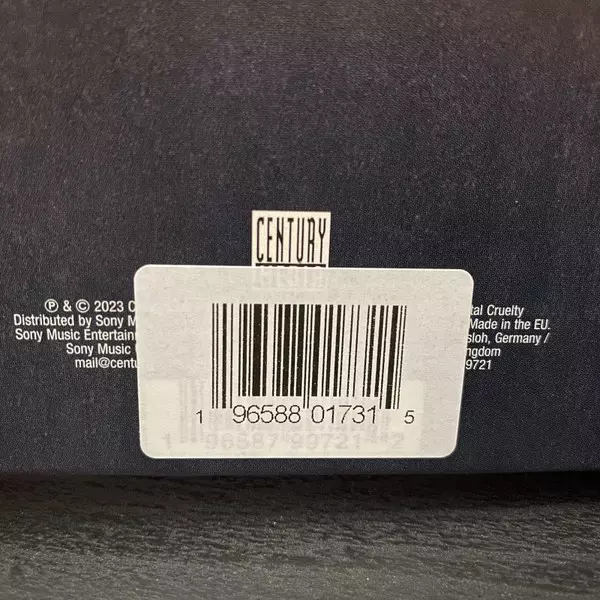 CENTURY
℗ & © 2023 C
Distributed by Sony M
Sony Music Entertain
Sony Music
mail@centu
tal Cruelty
Made in the EU.
sloh, Germany /
ngdom
9721
1 96588 01731 5
1 96587 99721 2